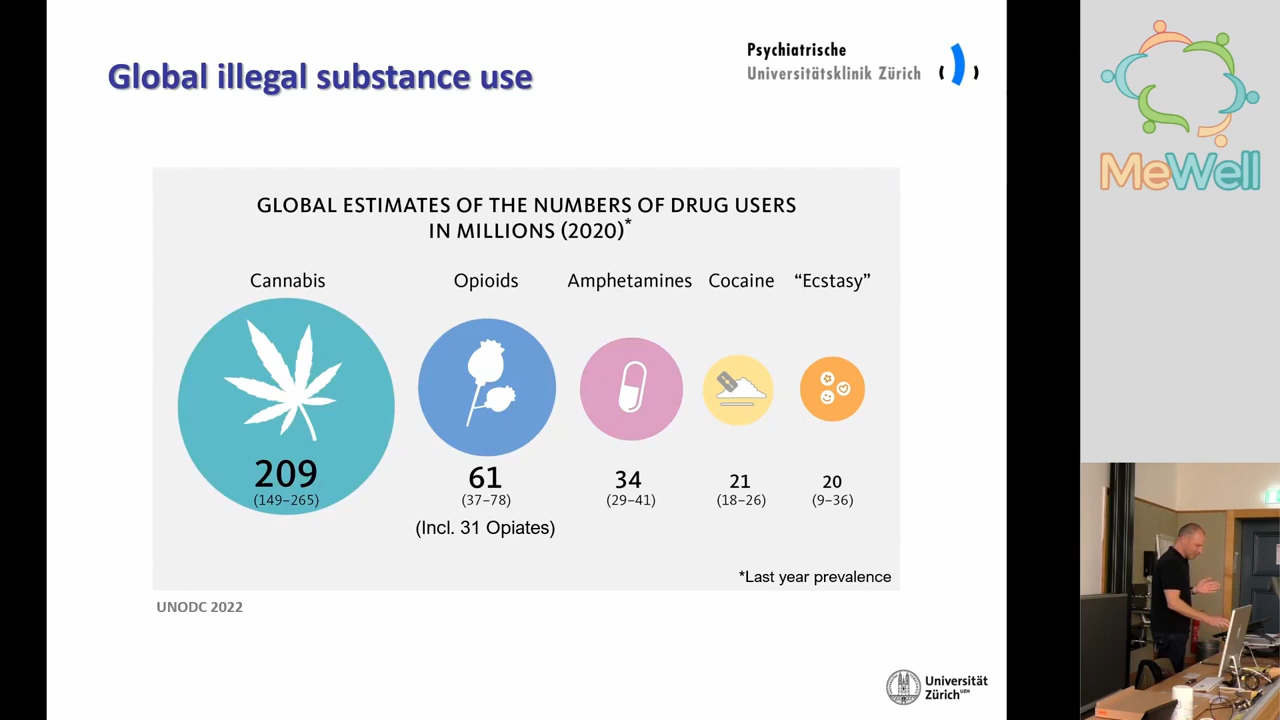 Global illegal substance use
Psychiatrische
Universitätsklinik Zürich
MeWell
GLOBAL ESTIMATES OF THE NUMBERS OF DRUG USERS
IN MILLIONS (2020)*
Cannabis
Opioids
Amphetamines
Cocaine
“Ecstasy”
209
(149–265)
61
(37–78)
(Incl. 31 Opiates)
34
(29–41)
21
(18–26)
20
(9–36)
*Last year prevalence
UNODC 2022
Universität
Zürich UZH